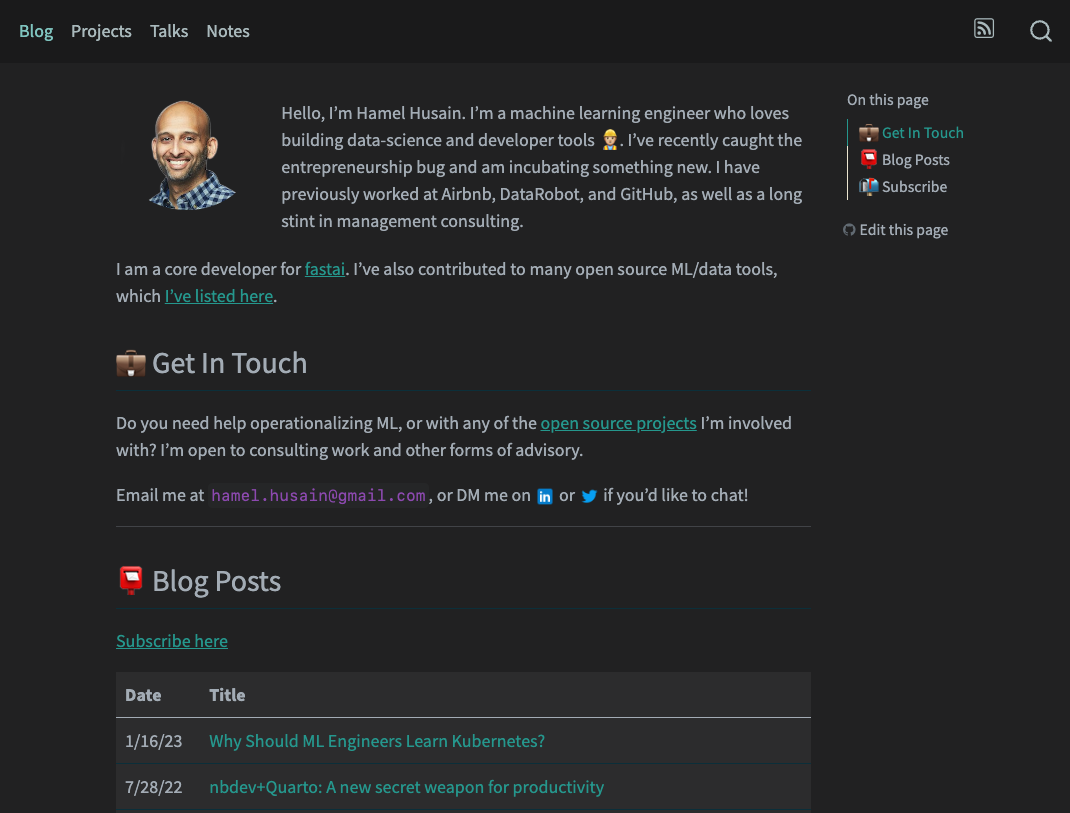 Blog Projects Talks Notes
Hello, I’m Hamel Husain. I’m a machine learning engineer who loves
building data-science and developer tools 👷. I’ve recently caught the
entrepreneurship bug and am incubating something new. I have
previously worked at Airbnb, DataRobot, and GitHub, as well as a long
stint in management consulting.
I am a core developer for fastai. I’ve also contributed to many open source ML/data tools,
which I’ve listed here.
💼 Get In Touch
Do you need help operationalizing ML, or with any of the open source projects I’m involved
with? I’m open to consulting work and other forms of advisory.
Email me at hamel.husain@gmail.com, or DM me on in or if you’d like to chat!
📮 Blog Posts
Subscribe here
Date Title
1/16/23 Why Should ML Engineers Learn Kubernetes?
7/28/22 nbdev+Quarto: A new secret weapon for productivity
On this page
💼 Get In Touch
📮 Blog Posts
📬 Subscribe
Edit this page